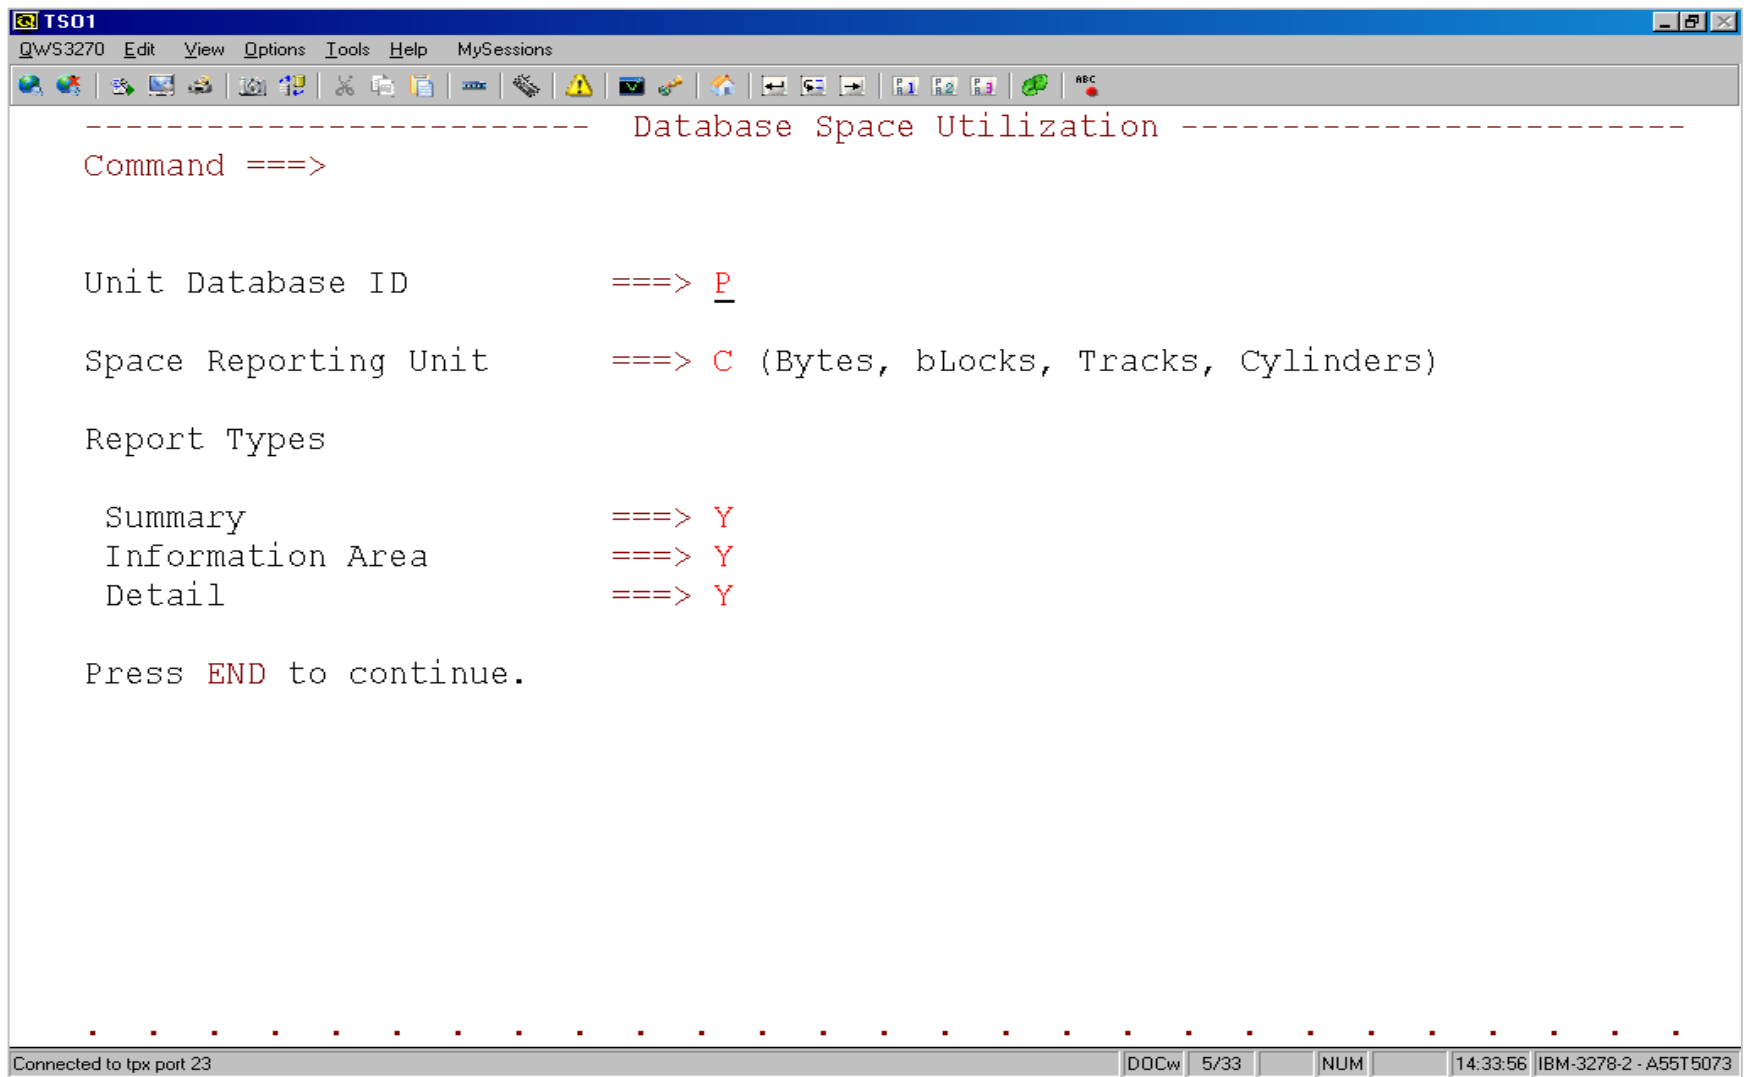 TSO1
QWS3270 Edit View Options Tools Help MySessions
ABC
------------------------- Database Space Utilization -------------------------
Command ===>
Unit Database ID ===> P
Space Reporting Unit ===> C (Bytes, bLocks, Tracks, Cylinders)
Report Types
Summary ===> Y
Information Area ===> Y
Detail ===> Y
Press END to continue.
. . . . . . . . . . . . . . . . . . . . . . . . . . .
Connected to tpx port 23 DOCw 5/33 NUM 14:33:56 IBM-3278-2 - A55T5073